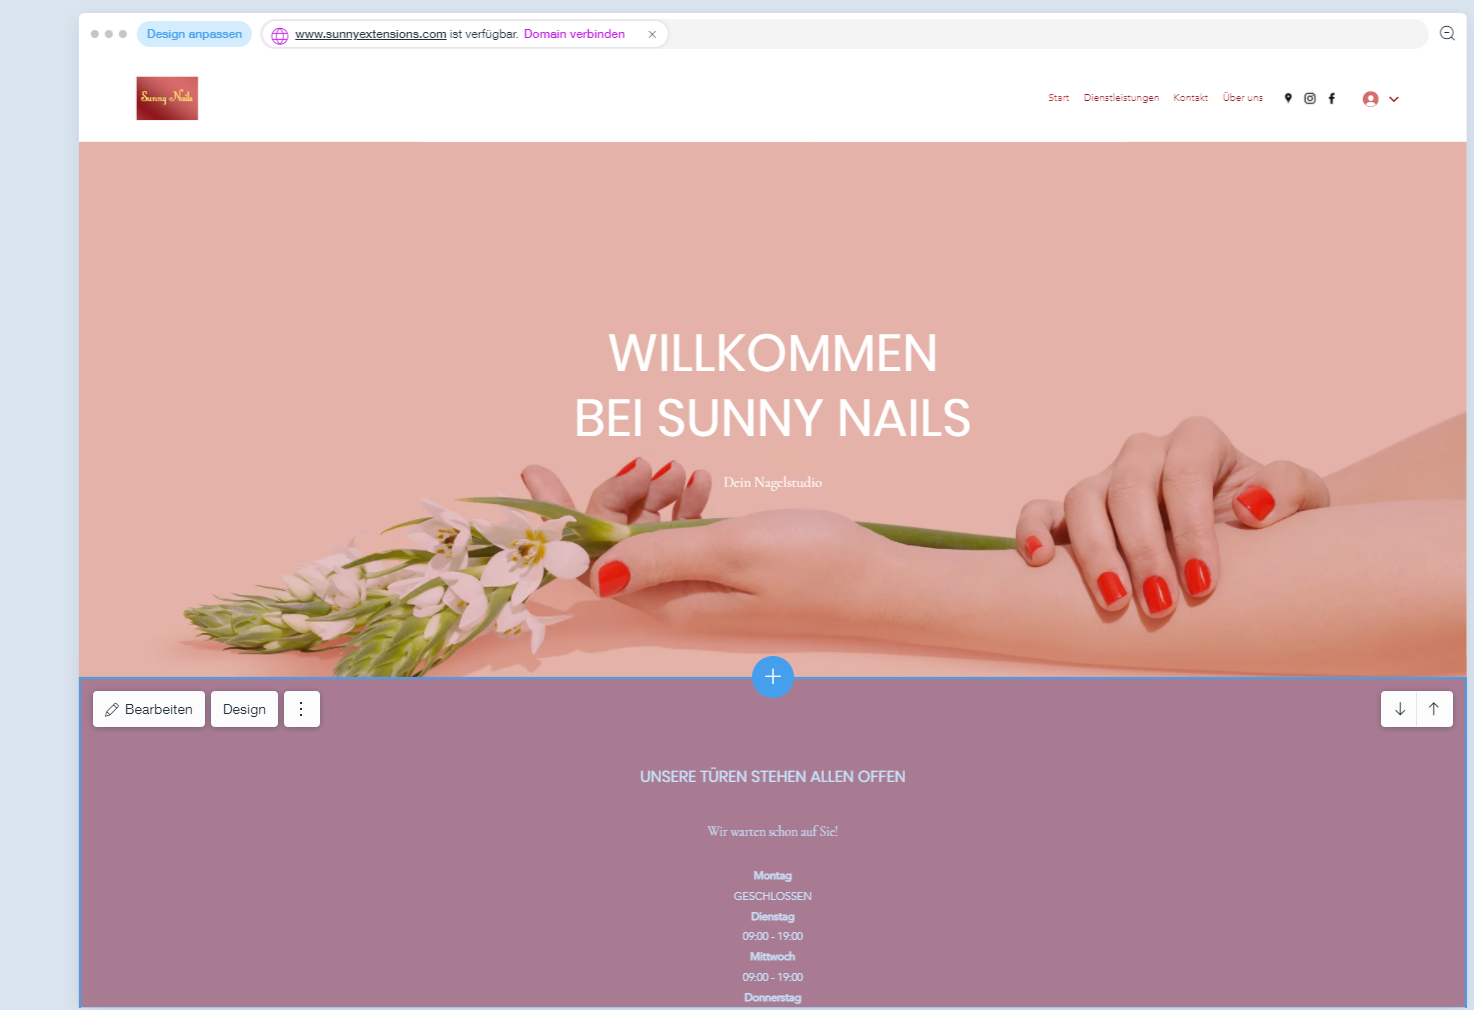 Design anpassen
www.sunnyextensions.com ist verfügbar. Domain verbinden
Sunny Nails
Start Dienstleistungen Kontakt Über uns
WILLKOMMEN
BEI SUNNY NAILS
Dein Nagelstudio
Bearbeiten Design
UNSERE TÜREN STEHEN ALLEN OFFEN
Wir warten schon auf Sie!
Montag
GESCHLOSSEN
Dienstag
09:00 - 19:00
Mittwoch
09:00 - 19:00
Donnerstag